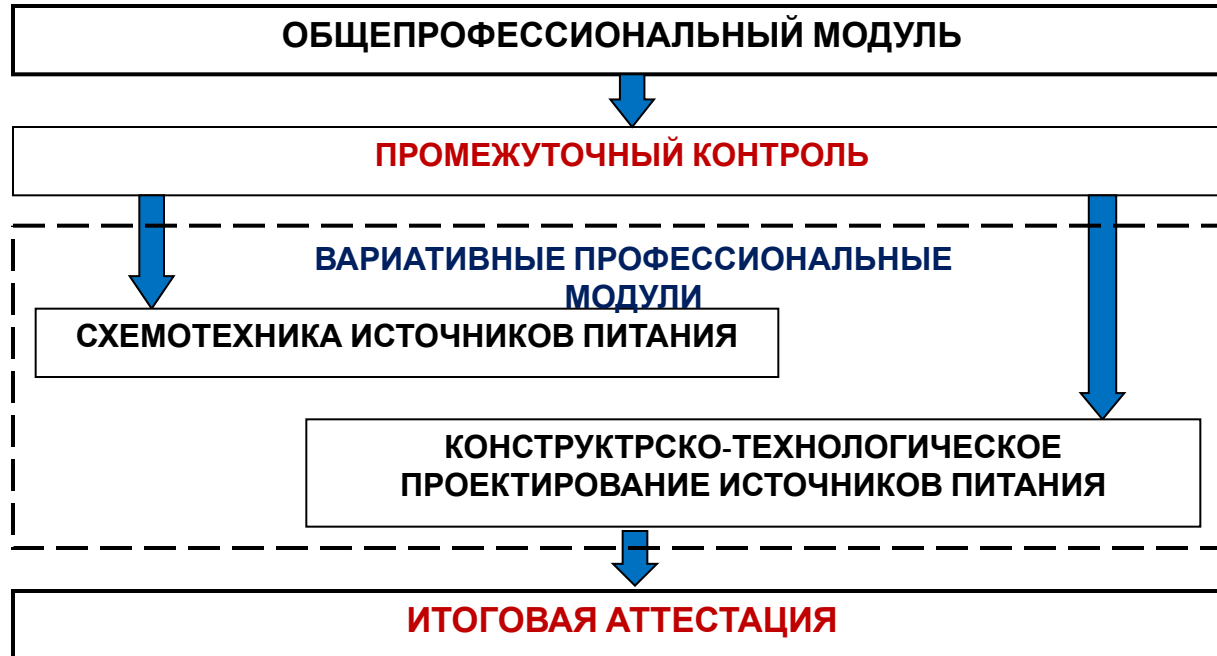 ОБЩЕПРОФЕССИОНАЛЬНЫЙ МОДУЛЬ
ПРОМЕЖУТОЧНЫЙ КОНТРОЛЬ
ВАРИАТИВНЫЕ ПРОФЕССИОНАЛЬНЫЕ
МОДУЛИ
СХЕМОТЕХНИКА ИСТОЧНИКОВ ПИТАНИЯ
КОНСТРУКТРСКО-ТЕХНОЛОГИЧЕСКОЕ
ПРОЕКТИРОВАНИЕ ИСТОЧНИКОВ ПИТАНИЯ
ИТОГОВАЯ АТТЕСТАЦИЯ